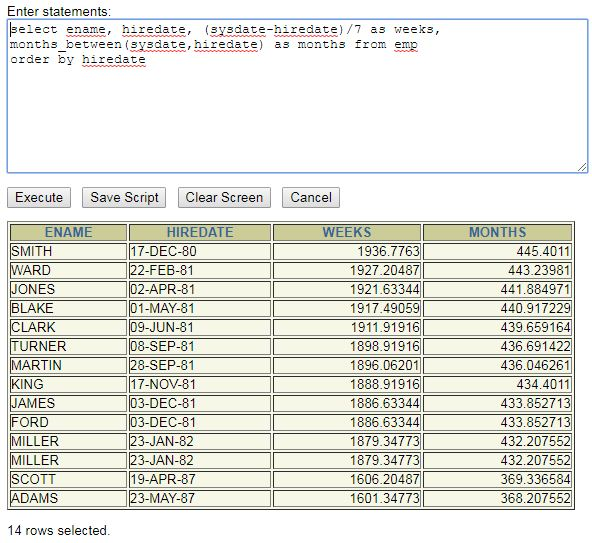 Enter statements:
select ename, hiredate, (sysdate-hiredate)/7 as weeks,
months_between(sysdate,hiredate) as months from emp
order by hiredate
Execute Save Script Clear Screen Cancel
ENAME HIREDATE WEEKS MONTHS
SMITH 17-DEC-80 1936.7763 445.4011
WARD 22-FEB-81 1927.20487 443.23981
JONES 02-APR-81 1921.63344 441.884971
BLAKE 01-MAY-81 1917.49059 440.917229
CLARK 09-JUN-81 1911.91916 439.659164
TURNER 08-SEP-81 1898.91916 436.691422
MARTIN 28-SEP-81 1896.06201 436.046261
KING 17-NOV-81 1888.91916 434.4011
JAMES 03-DEC-81 1886.63344 433.852713
FORD 03-DEC-81 1886.63344 433.852713
MILLER 23-JAN-82 1879.34773 432.207552
MILLER 23-JAN-82 1879.34773 432.207552
SCOTT 19-APR-87 1606.20487 369.336584
ADAMS 23-MAY-87 1601.34773 368.207552
14 rows selected.